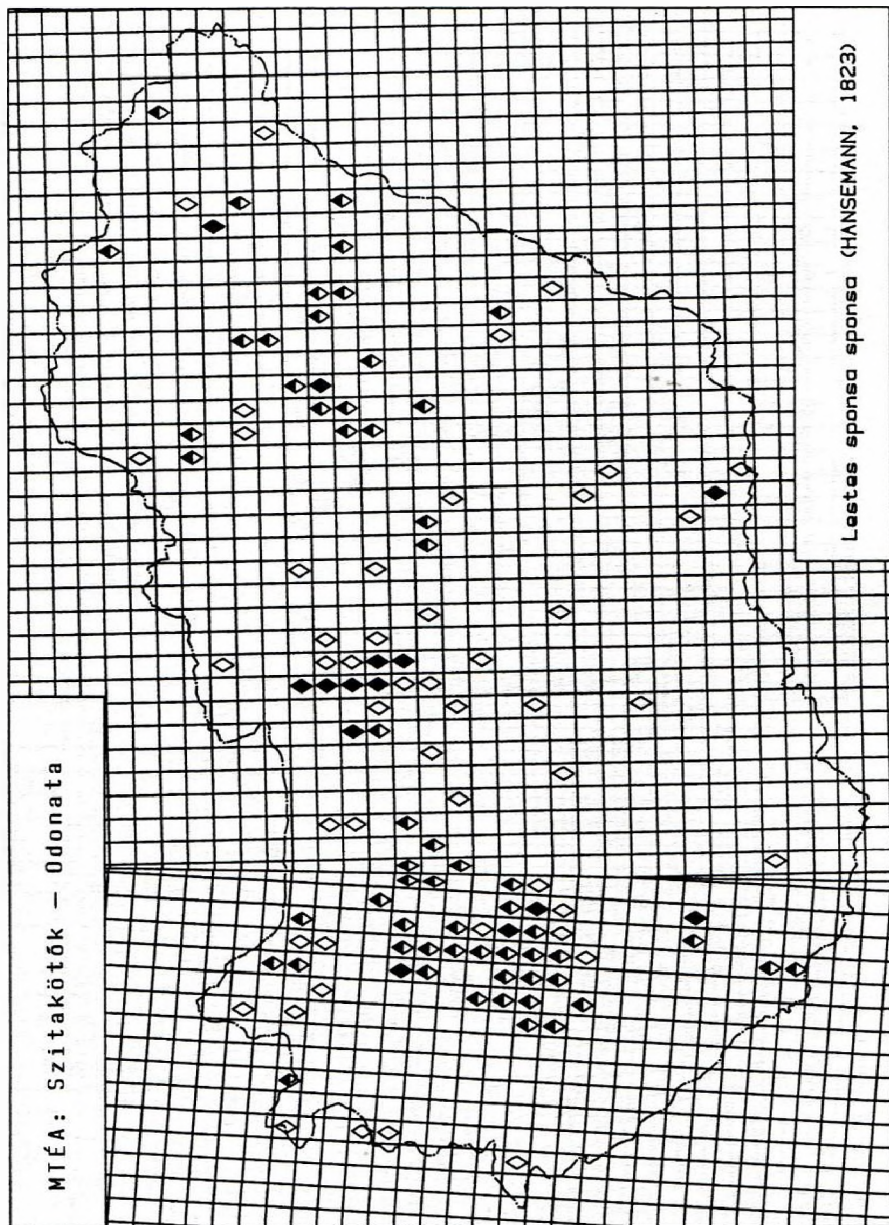 MTÉA: Szitakötők – Odonata
Lestes sponsa sponsa (HANSEMANN, 1823)